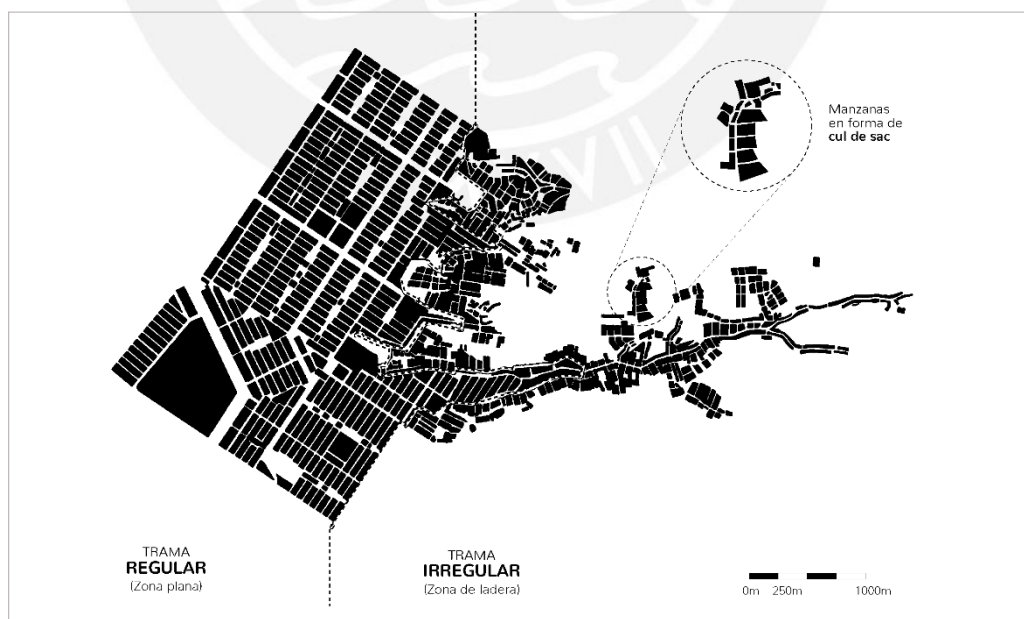 Manzanas
en forma de
cul de sac
TRAMA
REGULAR
(Zona plana)
TRAMA
IRREGULAR
(Zona de ladera)
0m 250m 1000m